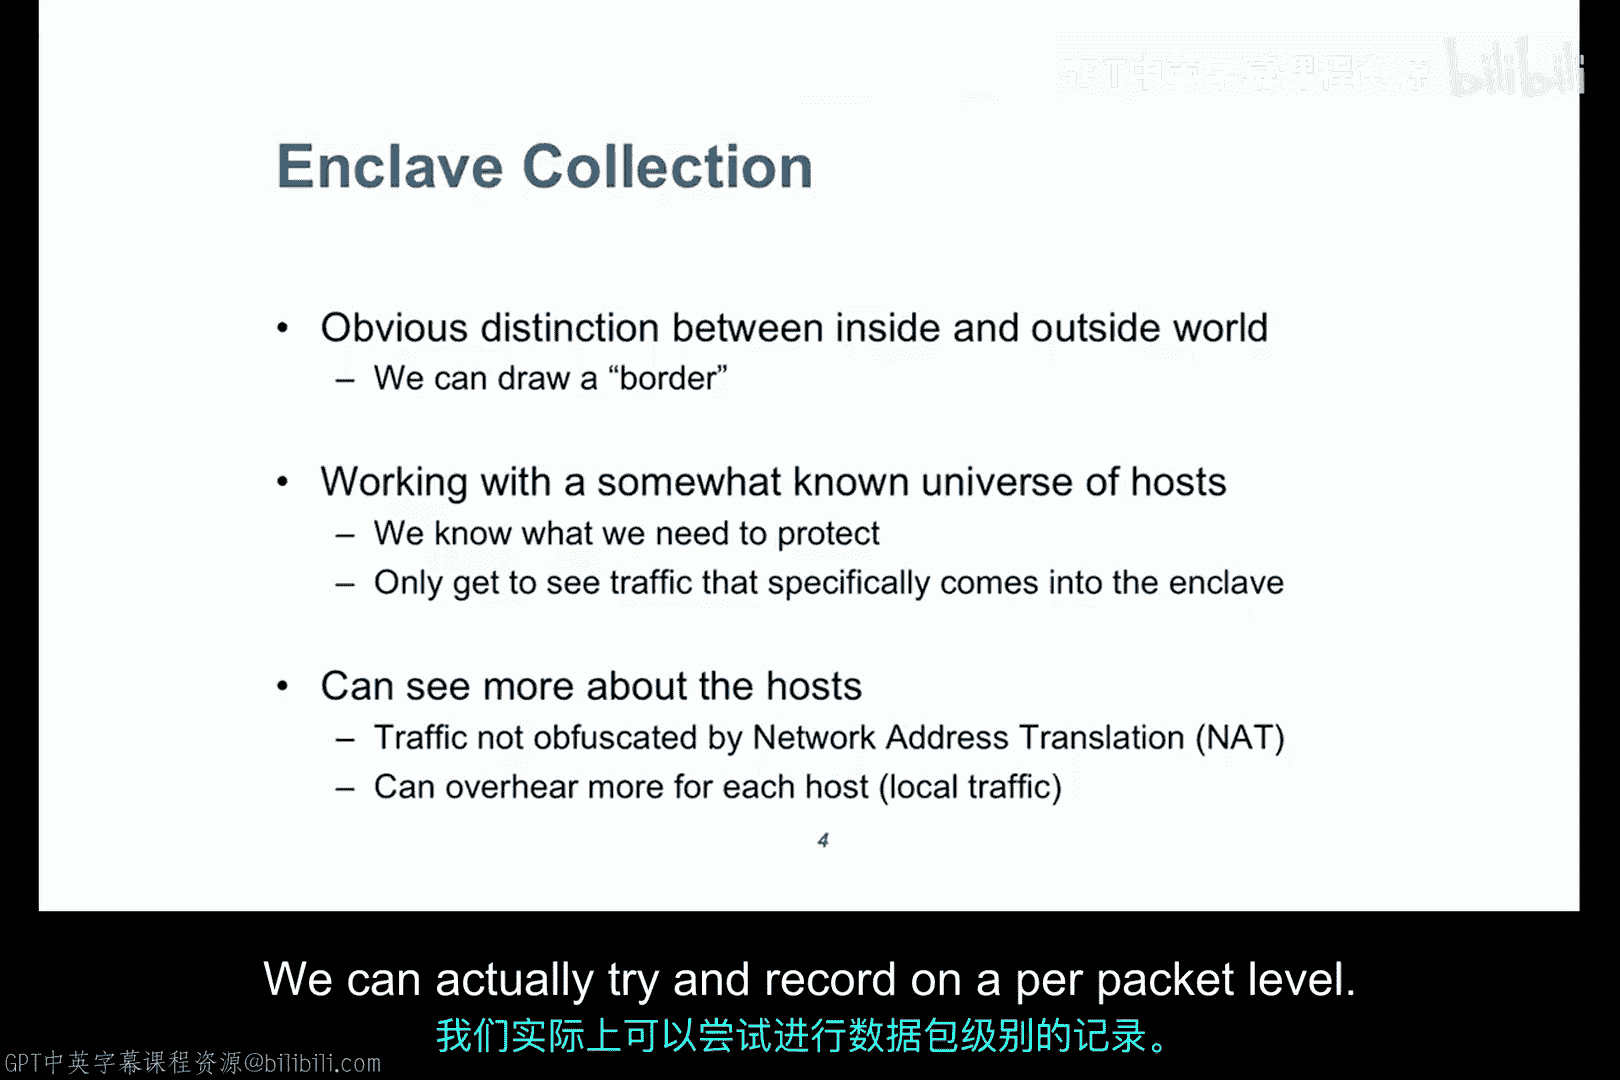 bilibili
Enclave Collection
• Obvious distinction between inside and outside world
– We can draw a “border”
• Working with a somewhat known universe of hosts
– We know what we need to protect
– Only get to see traffic that specifically comes into the enclave
• Can see more about the hosts
– Traffic not obfuscated by Network Address Translation (NAT)
– Can overhear more for each host (local traffic)
4
We can actually try and record on a per packet level.
我们实际上可以尝试进行数据包级别的记录。
GPT中英字幕课程资源@bilibili.com